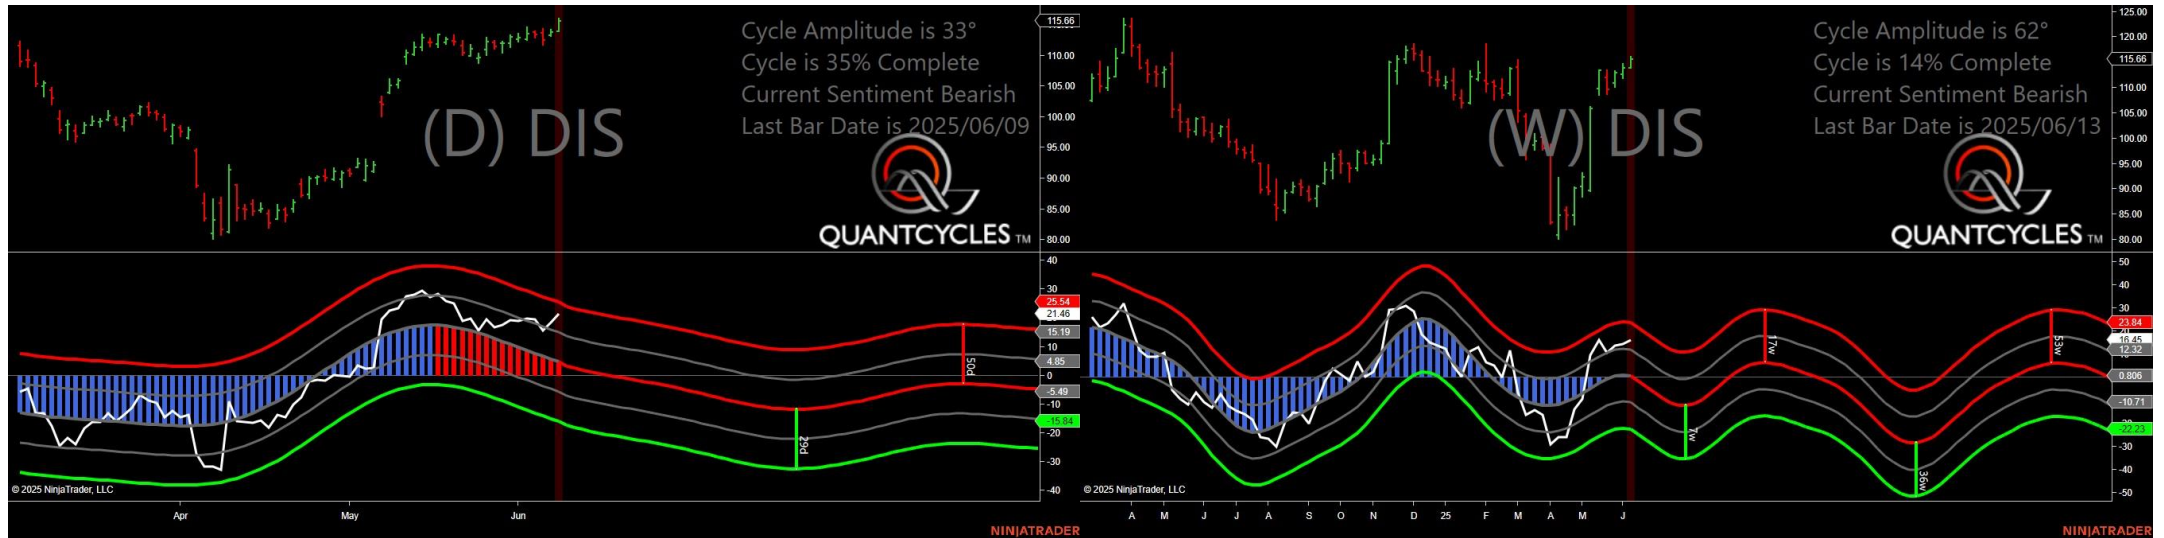 Cycle Amplitude is 33°
Cycle is 35% Complete
Current Sentiment Bearish
Last Bar Date is 2025/06/09
(D) DIS
QUANTCYCLES TM
115.66
110.00
105.00
100.00
95.00
90.00
85.00
80.00
40
30
25.54
21.46
15.19
10
4.85
0
-5.49
-10
-15.84
-20
-30
-40
50d
29d
© 2025 NinjaTrader, LLC
Apr May Jun
NINJATRADER
Cycle Amplitude is 62°
Cycle is 14% Complete
Current Sentiment Bearish
Last Bar Date is 2025/06/13
(W) DIS
QUANTCYCLES TM
125.00
120.00
115.66
110.00
105.00
100.00
95.00
90.00
85.00
80.00
50
40
30
23.84
16.45
12.32
0.806
-10.71
-22.23
-30
-40
-50
17w
53w
7w
36w
© 2025 NinjaTrader, LLC
A M J J A S O N D 25 F M A M J
NINJATRADER